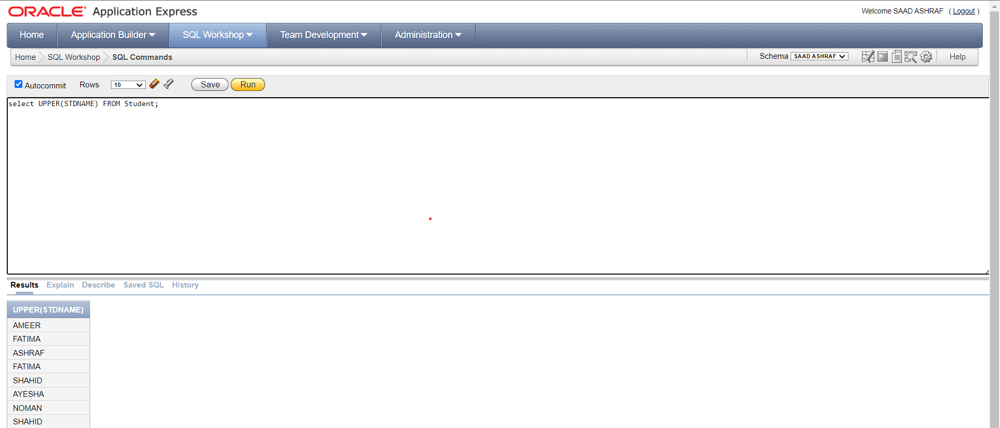 ORACLE Application Express
Welcome SAAD ASHRAF ( Logout )
Home Application Builder SQL Workshop Team Development Administration
Home SQL Workshop SQL Commands Schema SAAD ASHRAF Help
Autocommit Rows 10 Save Run
select UPPER(STDNAME) FROM Student;
Results Explain Describe Saved SQL History
UPPER(STDNAME)
AMEER
FATIMA
ASHRAF
FATIMA
SHAHID
AYESHA
NOMAN
SHAHID